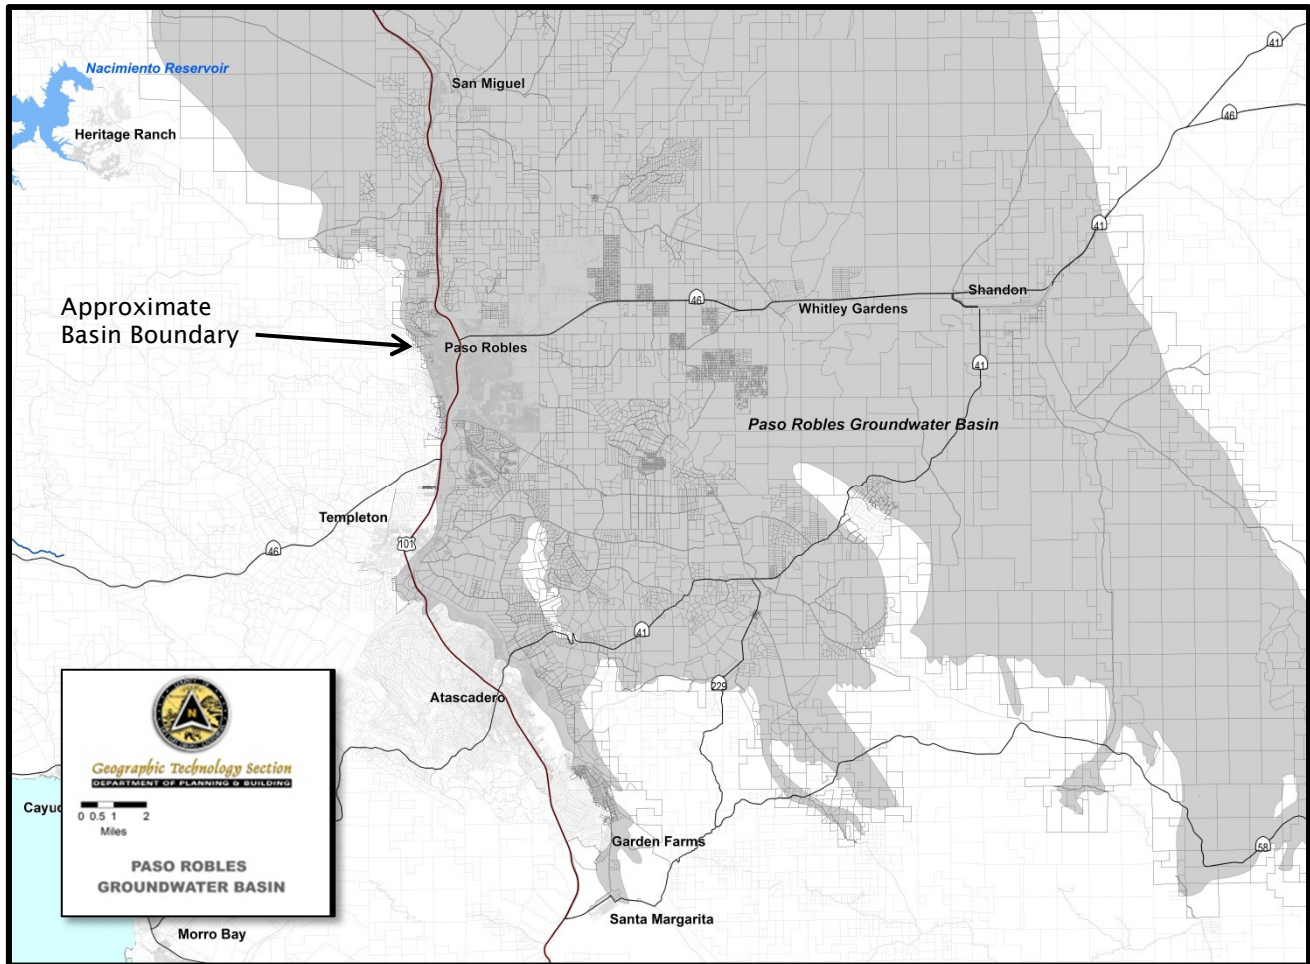 41
Nacimiento Reservoir
San Miguel
46
Heritage Ranch
41
Shandon
46
Whitley Gardens
Approximate
Basin Boundary
Paso Robles
41
Paso Robles Groundwater Basin
Templeton
101
46
41
229
Atascadero
N
Geographic Technology Section
DEPARTMENT OF PLANNING & BUILDING
Cayuc
0 0.5 1 2
Miles
PASO ROBLES
GROUNDWATER BASIN
Garden Farms
58
Santa Margarita
Morro Bay